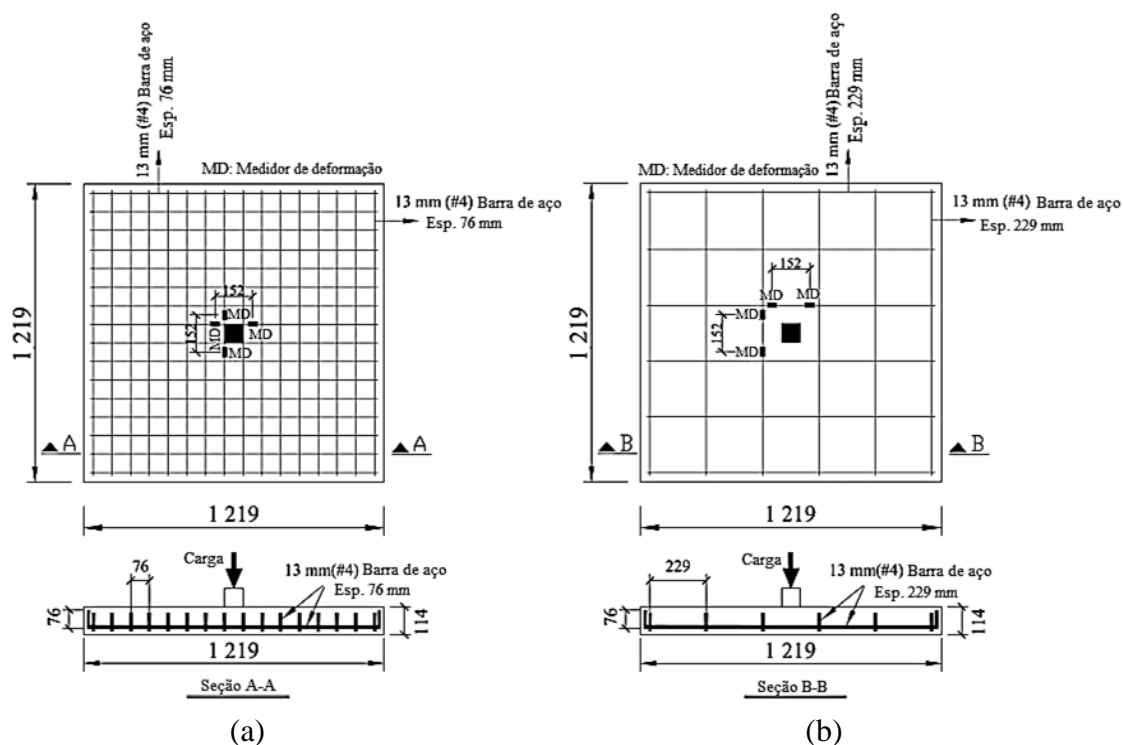 13 mm (#4) Barra de aço
Esp. 76 mm
MD: Medidor de deformação
13 mm (#4) Barra de aço
Esp. 76 mm
152
MD
152
MD
MD
MD
1 219
A
A
1 219
Carga
76
13 mm(#4) Barra de aço
Esp. 76 mm
76
114
1 219
Seção A-A
(a)
13 mm (#4) Barra de aço
Esp. 229 mm
MD: Medidor de deformação
13 mm (#4) Barra de aço
Esp. 229 mm
152
MD
MD
MD
152
MD
1 219
B
B
1 219
Carga
229
13 mm(#4) Barra de aço
Esp. 229 mm
76
114
1 219
Seção B-B
(b)